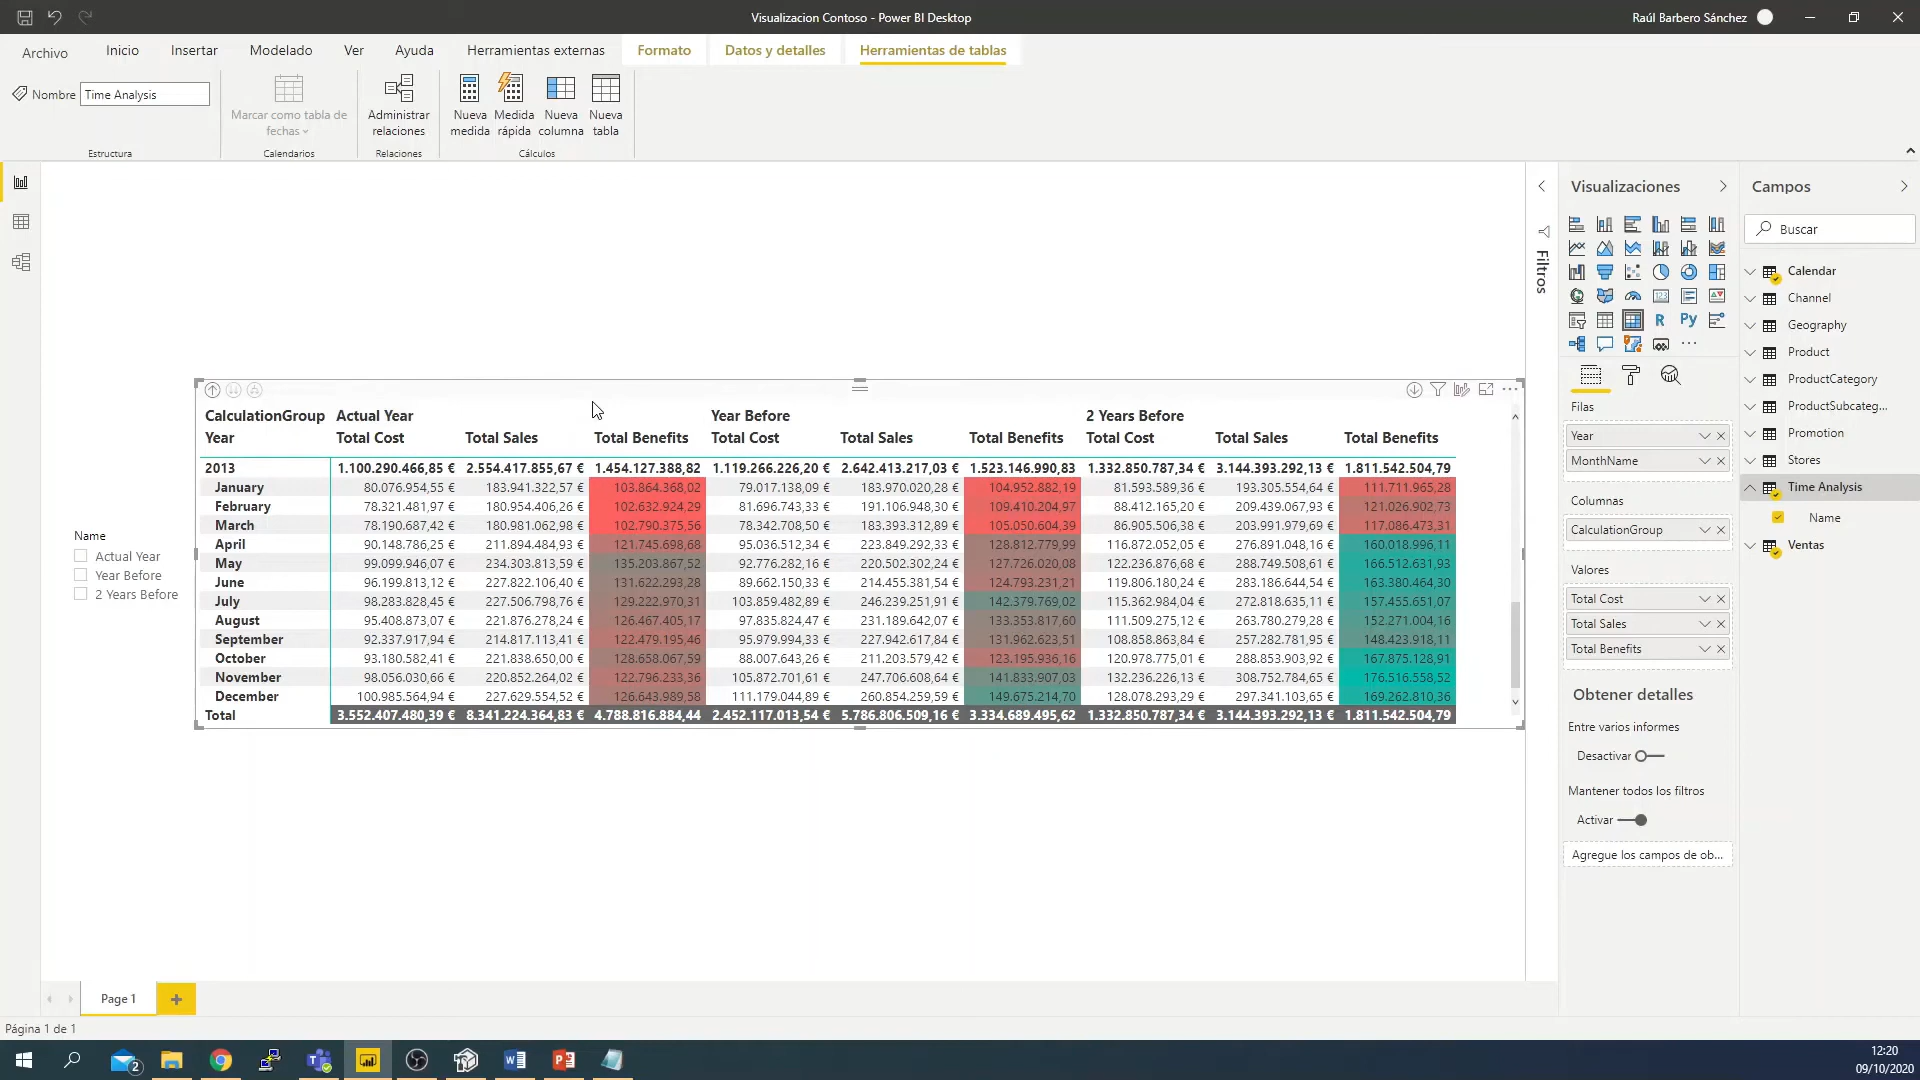 Visualizacion Contoso - Power BI Desktop
Raúl Barbero Sánchez
Archivo Inicio Insertar Modelado Ver Ayuda Herramientas externas Formato Datos y detalles Herramientas de tablas
Nombre Time Analysis
Marcar como tabla de fechas
Administrar relaciones
Nueva medida
Medida rápida
Nueva columna
Nueva tabla
Estructura Calendarios Relaciones Cálculos
Name
Actual Year
Year Before
2 Years Before
CalculationGroup Actual Year Year Before 2 Years Before
Year Total Cost Total Sales Total Benefits Total Cost Total Sales Total Benefits Total Cost Total Sales Total Benefits
2013 1.100.290.466,85 € 2.554.417.855,67 € 1.454.127.388,82 1.119.266.226,20 € 2.642.413.217,03 € 1.523.146.990,83 1.332.850.787,34 € 3.144.393.292,13 € 1.811.542.504,79
January 80.076.954,55 € 183.941.322,57 € 103.864.368,02 79.017.138,09 € 183.970.020,28 € 104.952.882,19 81.593.589,36 € 193.305.554,64 € 111.711.965,28
February 78.321.481,97 € 180.954.406,26 € 102.632.924,29 81.696.743,33 € 191.106.948,30 € 109.410.204,97 88.412.165,20 € 209.439.067,93 € 121.026.902,73
March 78.190.687,42 € 180.981.062,98 € 102.790.375,56 78.342.708,50 € 183.393.312,89 € 105.050.604,39 86.905.506,38 € 203.991.979,69 € 117.086.473,31
April 90.148.786,25 € 211.894.484,93 € 121.745.698,68 95.036.512,34 € 223.849.292,33 € 128.812.779,99 116.872.052,05 € 276.891.048,16 € 160.018.996,11
May 99.099.946,07 € 234.303.813,59 € 135.203.867,52 92.776.282,16 € 220.502.302,24 € 127.726.020,08 122.236.876,68 € 288.749.508,61 € 166.512.631,93
June 96.199.813,12 € 227.822.106,40 € 131.622.293,28 89.662.150,33 € 214.455.381,54 € 124.793.231,21 119.806.180,24 € 283.186.644,54 € 163.380.464,30
July 98.283.828,45 € 227.506.798,76 € 129.222.970,31 103.859.482,89 € 246.239.251,91 € 142.379.769,02 115.362.984,04 € 272.818.635,11 € 157.455.651,07
August 95.408.873,07 € 221.876.278,24 € 126.467.405,17 97.835.824,47 € 231.189.642,07 € 133.353.817,60 111.509.275,12 € 263.780.279,28 € 152.271.004,16
September 92.337.917,94 € 214.817.113,41 € 122.479.195,46 95.979.994,33 € 227.942.617,84 € 131.962.623,51 108.858.863,84 € 257.282.781,95 € 148.423.918,11
October 93.180.582,41 € 221.838.650,00 € 128.658.067,59 88.007.643,26 € 211.203.579,42 € 123.195.936,16 120.978.775,01 € 288.853.903,92 € 167.875.128,91
November 98.056.030,66 € 220.852.264,02 € 122.796.233,36 105.872.701,61 € 247.706.608,64 € 141.833.907,03 132.236.226,13 € 308.752.784,65 € 176.516.558,52
December 100.985.564,94 € 227.629.554,52 € 126.643.989,58 111.179.044,89 € 260.854.259,59 € 149.675.214,70 128.078.293,29 € 297.341.103,65 € 169.262.810,36
Total 3.552.407.480,39 € 8.341.224.364,83 € 4.788.816.884,44 2.452.117.013,54 € 5.786.806.509,16 € 3.334.689.495,62 1.332.850.787,34 € 3.144.393.292,13 € 1.811.542.504,79
Filtros
Visualizaciones
R Py
Filas
Year
MonthName
Columnas
CalculationGroup
Valores
Total Cost
Total Sales
Total Benefits
Obtener detalles
Entre varios informes
Desactivar
Mantener todos los filtros
Activar
Agregue los campos de ob...
Campos
Buscar
Calendar
Channel
Geography
Product
ProductCategory
ProductSubcateg...
Promotion
Stores
Time Analysis
Name
Ventas
Page 1
Página 1 de 1
2
12:20
09/10/2020